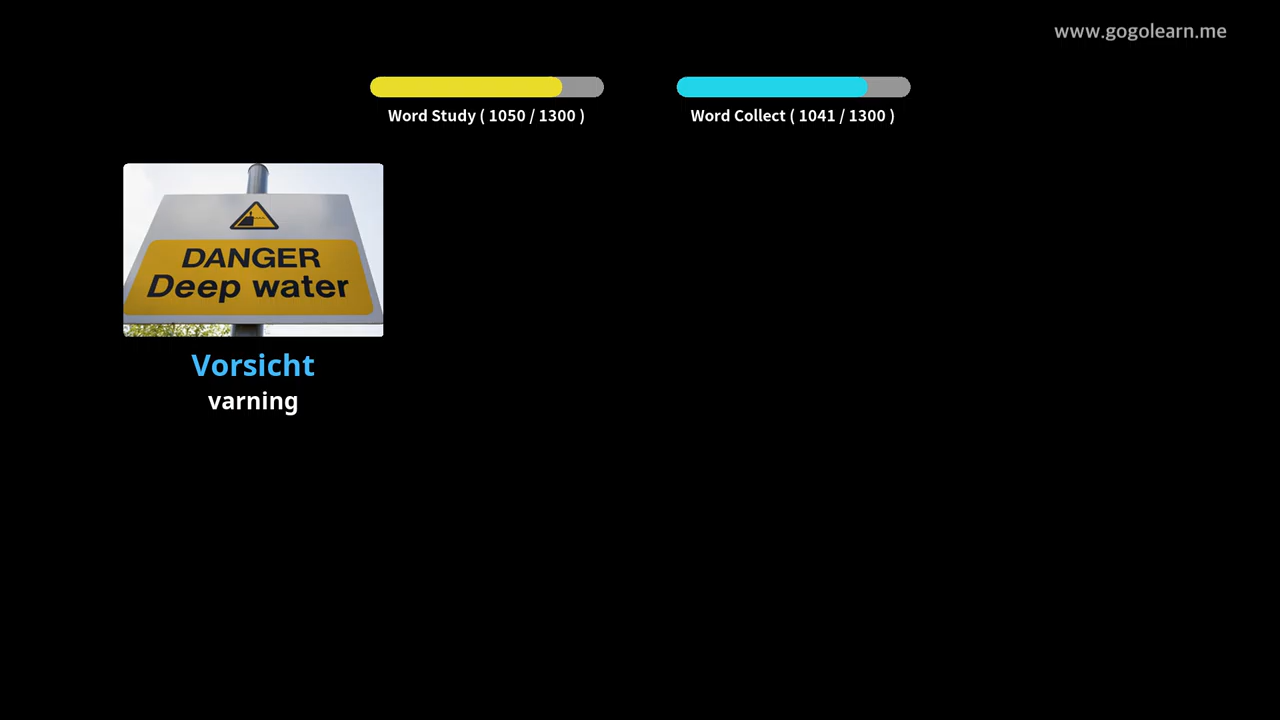 www.gogolearn.me
Word Study ( 1050 / 1300 )
Word Collect ( 1041 / 1300 )
DANGER
Deep water
Vorsicht
varning